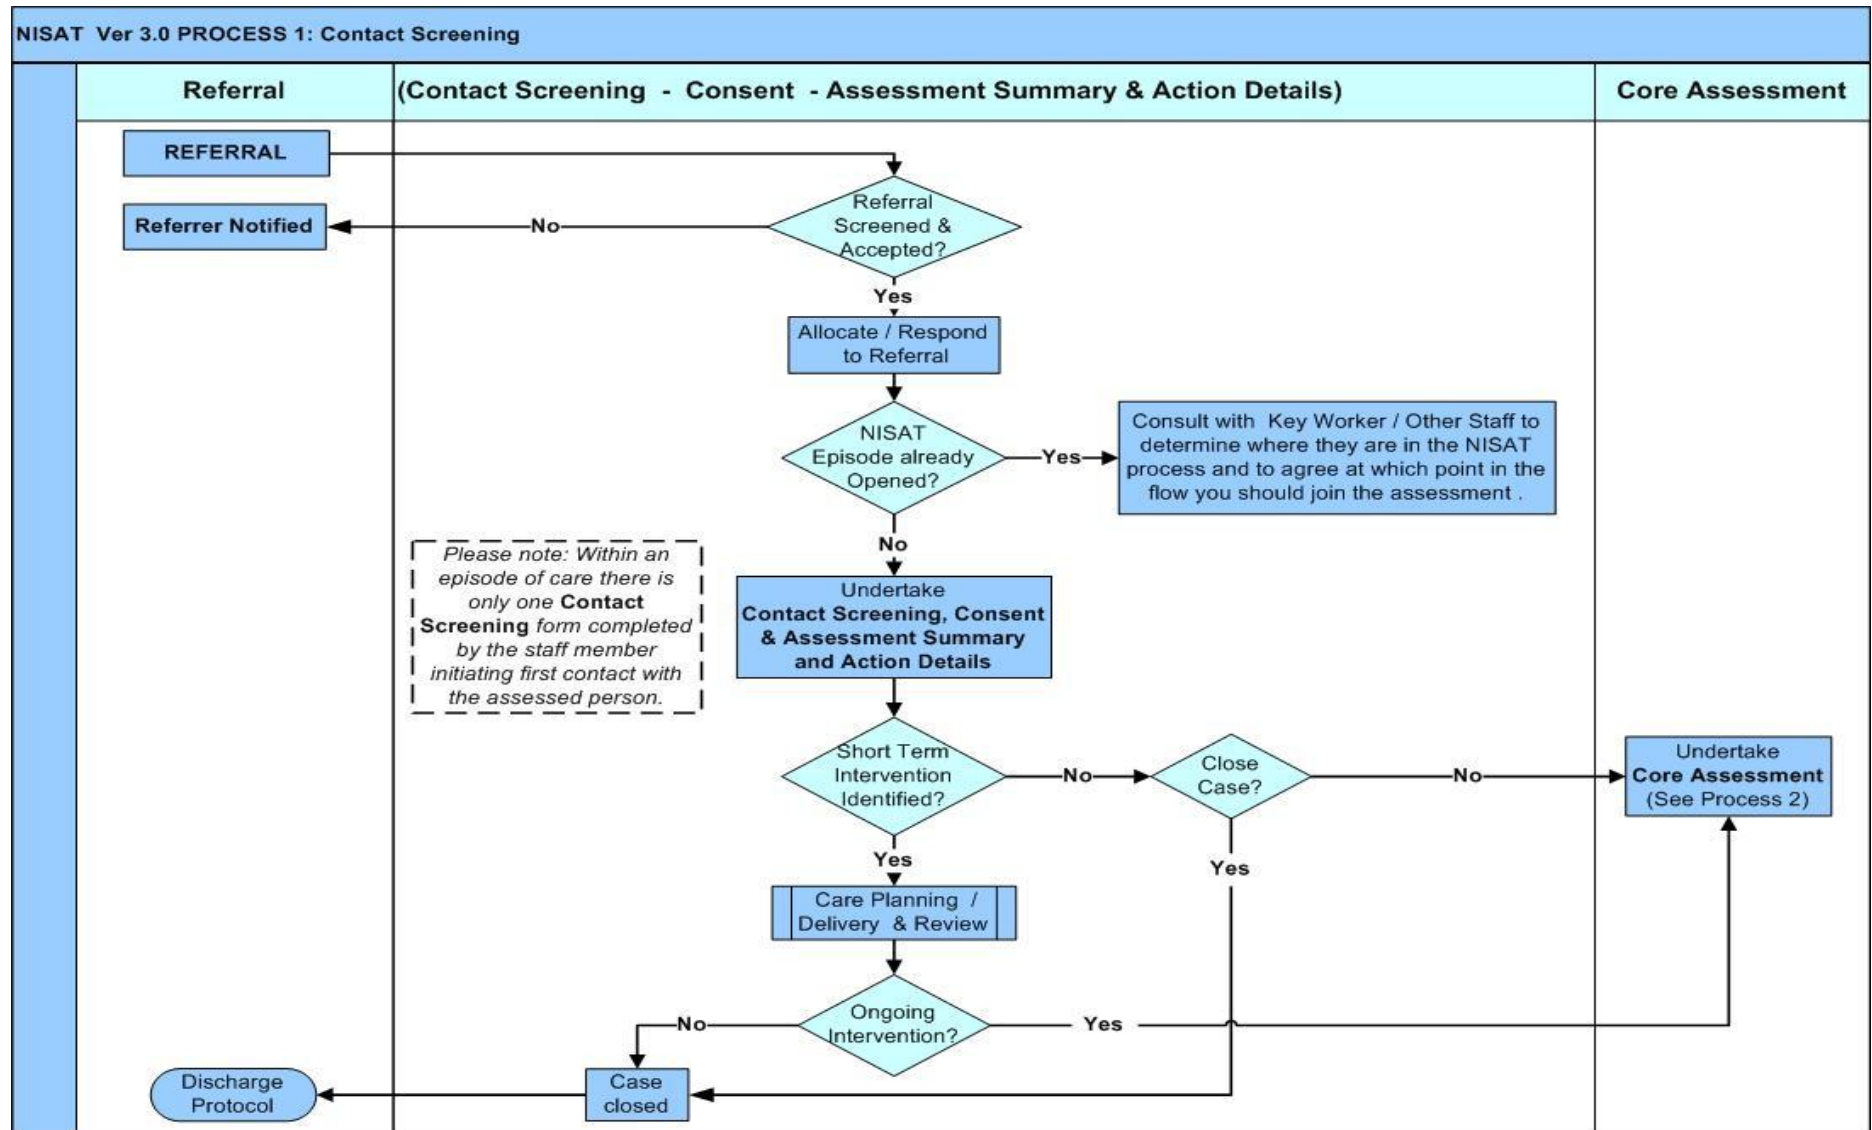 NISAT Ver 3.0 PROCESS 1: Contact Screening
Referral
(Contact Screening - Consent - Assessment Summary & Action Details)
Core Assessment
REFERRAL
Referral
Screened &
Accepted?
No
Referrer Notified
Yes
Allocate / Respond
to Referral
NISAT
Episode already
Opened?
Yes
Consult with Key Worker / Other Staff to
determine where they are in the NISAT
process and to agree at which point in the
flow you should join the assessment .
No
Please note: Within an
episode of care there is
only one Contact
Screening form completed
by the staff member
initiating first contact with
the assessed person.
Undertake
Contact Screening, Consent
& Assessment Summary
and Action Details
Short Term
Intervention
Identified?
No
Close
Case?
No
Undertake
Core Assessment
(See Process 2)
Yes
Yes
Care Planning /
Delivery & Review
Ongoing
Intervention?
No
Yes
Case
closed
Discharge
Protocol